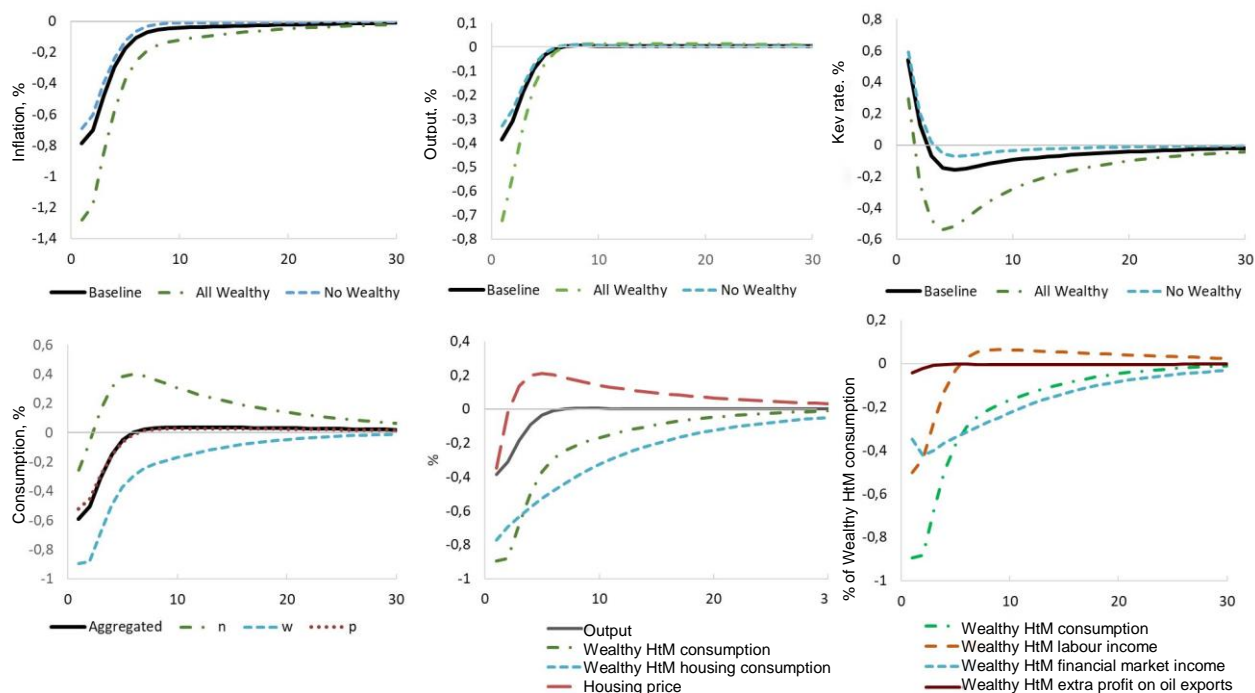 Inflation, %
0
-0,2
-0,4
-0,6
-0,8
-1
-1,2
-1,4
0 10 20 30
Baseline All Wealthy No Wealthy
Output, %
0,1
0
-0,1
-0,2
-0,3
-0,4
-0,5
-0,6
-0,7
-0,8
0 10 20 30
Baseline All Wealthy No Wealthy
Key rate, %
0,8
0,6
0,4
0,2
0
-0,2
-0,4
-0,6
0 10 20 30
Baseline All Wealthy No Wealthy
Consumption, %
0,6
0,4
0,2
0
-0,2
-0,4
-0,6
-0,8
-1
0 10 20 30
Aggregated n w p
%
0,4
0,2
0
-0,2
-0,4
-0,6
-0,8
-1
0 10 20 3
Output
Wealthy HtM consumption
Wealthy HtM housing consumption
Housing price
% of Wealthy HtM consumption
0,2
0
-0,2
-0,4
-0,6
-0,8
-1
0 10 20 30
Wealthy HtM consumption
Wealthy HtM labour income
Wealthy HtM financial market income
Wealthy HtM extra profit on oil exports